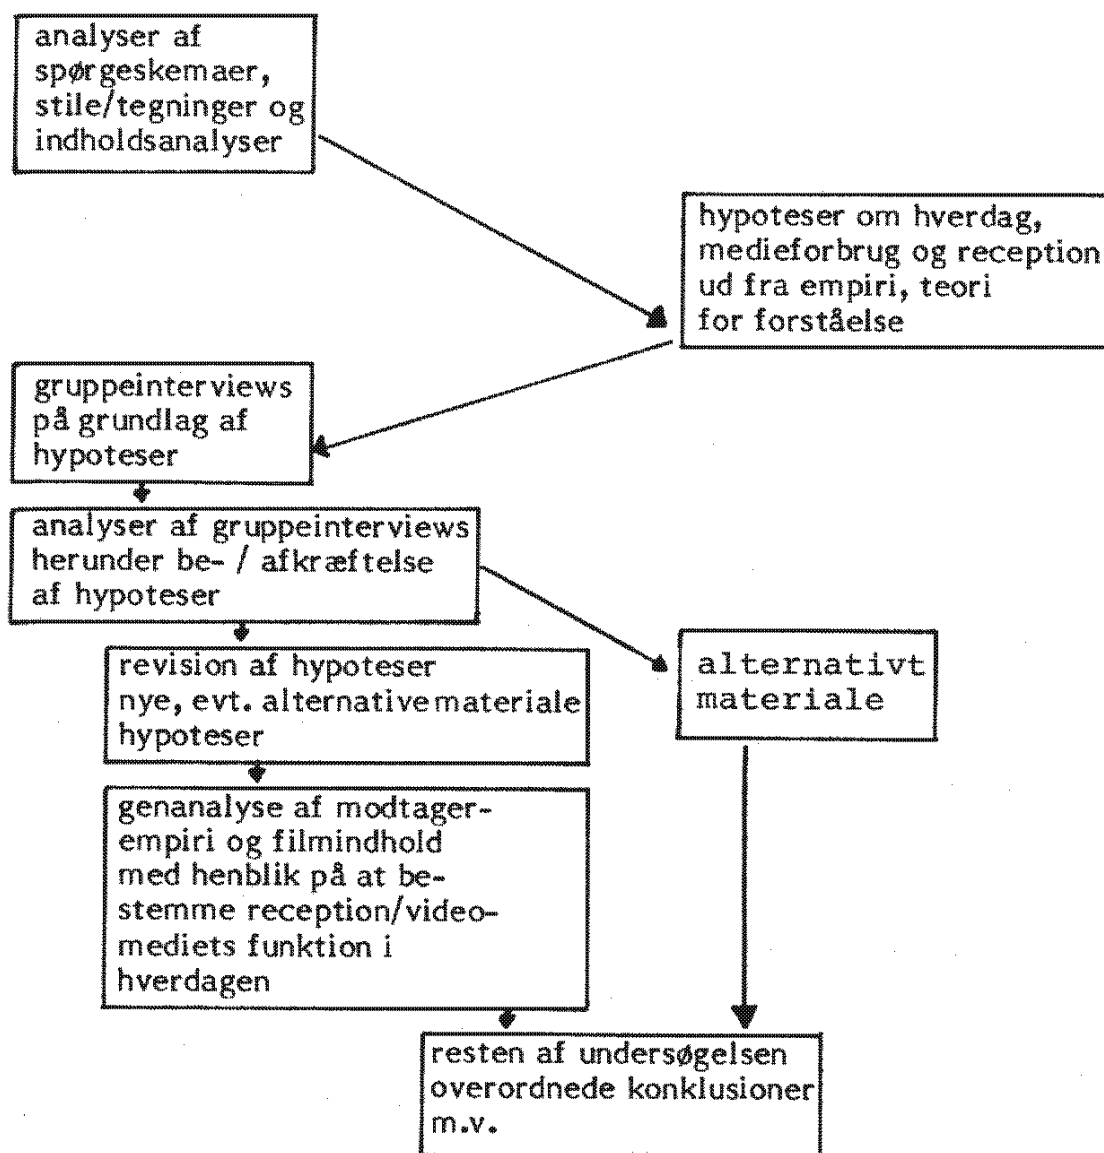 analyser af
spørgeskemaer,
stile/tegninger og
indholdsanalyser
hypoteser om hverdag,
medieforbrug og reception
ud fra empiri, teori
for forståelse
gruppeinterviews
på grundlag af
hypoteser
analyser af gruppeinterviews
herunder be- / afkræftelse
af hypoteser
revision af hypoteser
nye, evt. alternative materiale
hypoteser
alternativt
materiale
genanalyse af modtager-
empiri og filmindhold
med henblik på at be-
stemme reception/video-
mediets funktion i
hverdagen
resten af undersøgelsen
overordnede konklusioner
m.v.